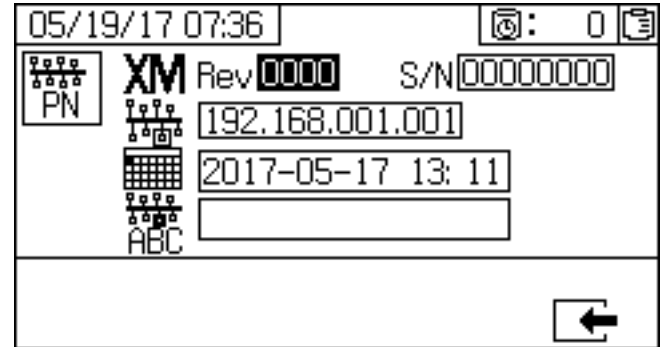 05/19/17 07:36 : 0
PN XM Rev 0000 S/N 00000000
192.168.001.001
2017-05-17 13: 11
ABC